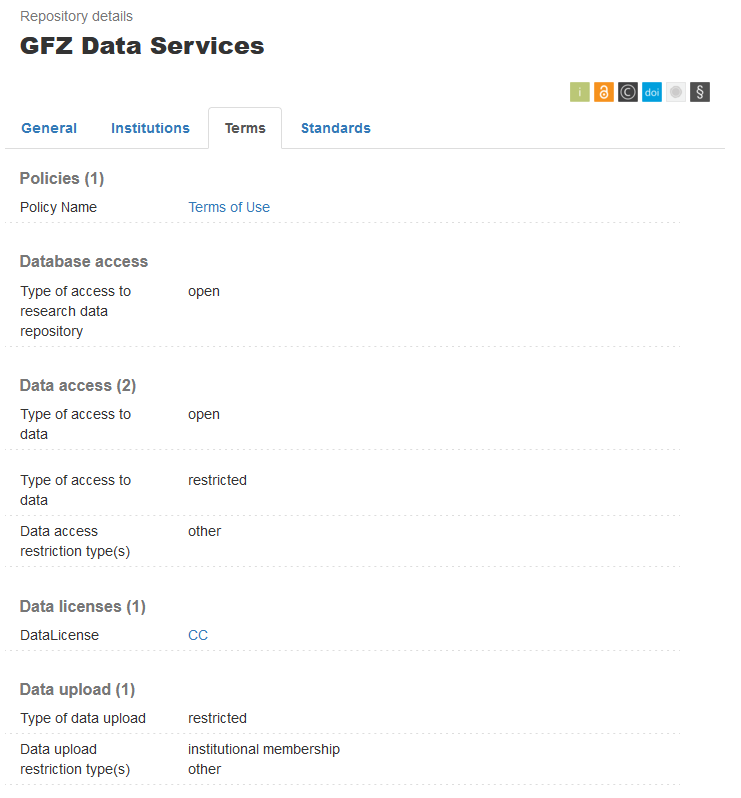 Repository details
GFZ Data Services
i © doi §
General Institutions Terms Standards
Policies (1)
Policy Name Terms of Use
Database access
Type of access to open
research data
repository
Data access (2)
Type of access to open
data
Type of access to restricted
data
Data access other
restriction type(s)
Data licenses (1)
DataLicense CC
Data upload (1)
Type of data upload restricted
Data upload institutional membership
restriction type(s) other